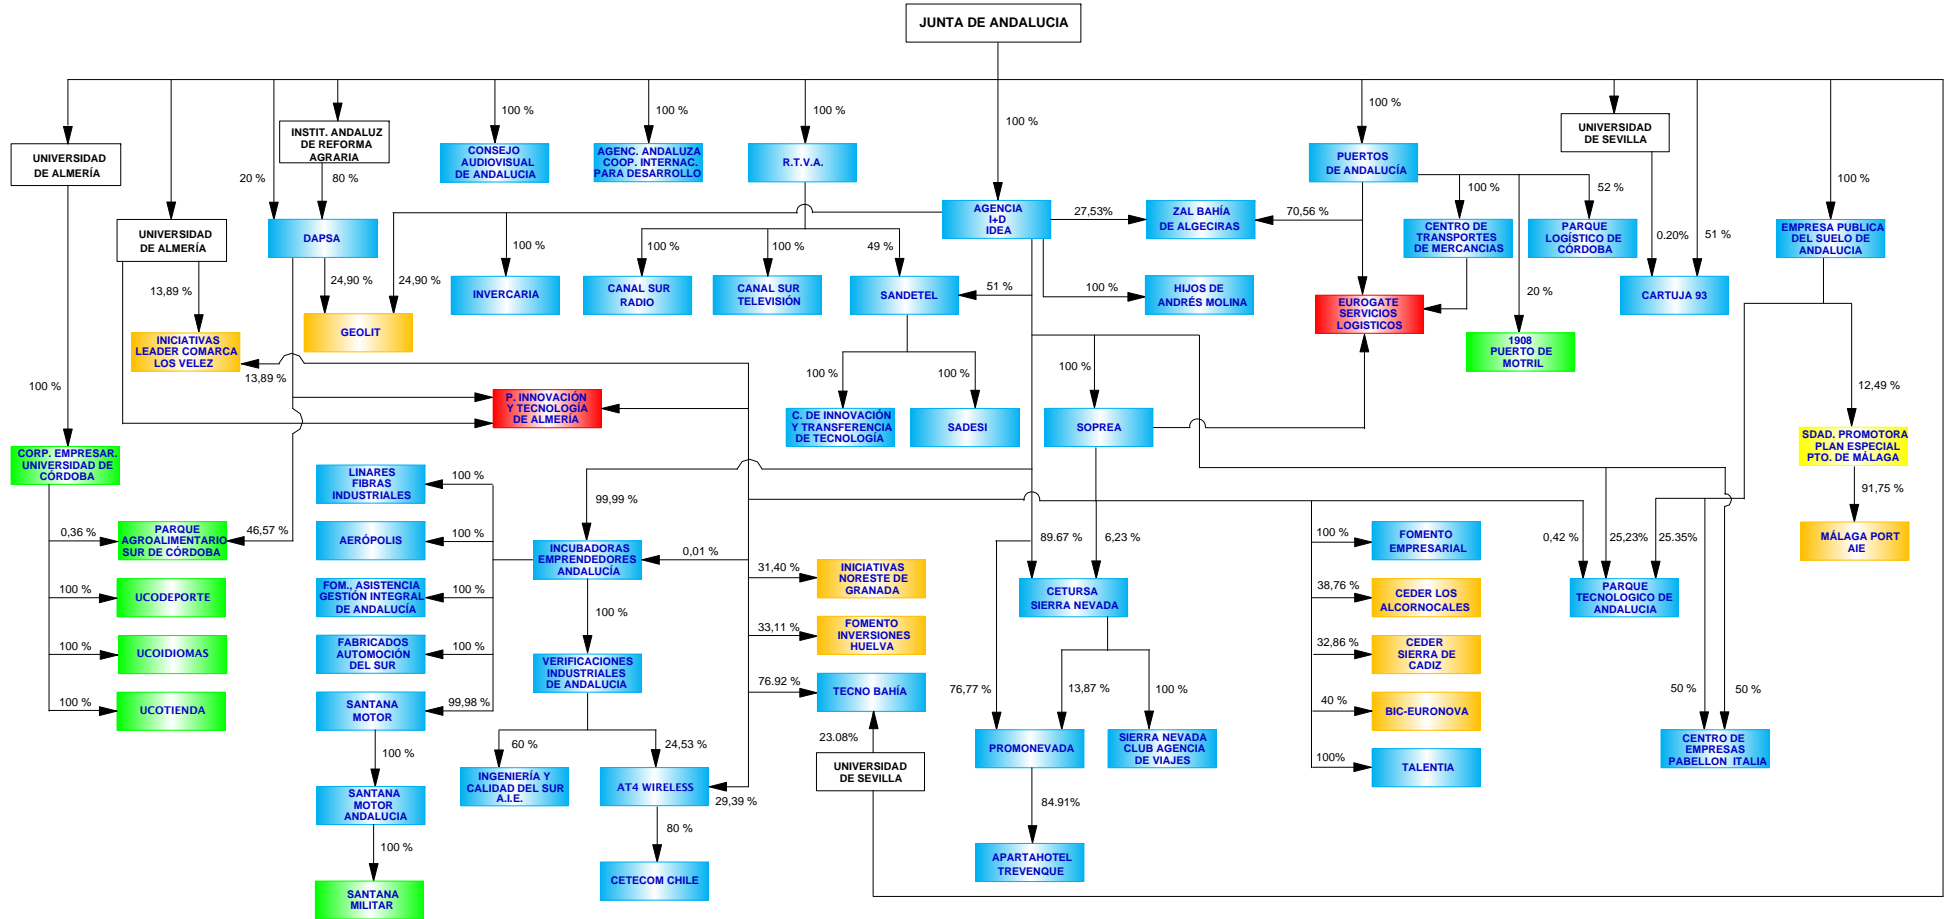 JUNTA DE ANDALUCIA
100 %
100 %
100 %
100 %
100 %
UNIVERSIDAD
DE ALMERÍA
INSTIT. ANDALUZ
DE REFORMA
AGRARIA
CONSEJO
AUDIOVISUAL
DE ANDALUCIA
AGENC. ANDALUZA
COOP. INTERNAC.
PARA DESARROLLO
R.T.V.A.
PUERTOS
DE ANDALUCÍA
UNIVERSIDAD
DE SEVILLA
20 %
80 %
100 %
52 %
100 %
UNIVERSIDAD
DE ALMERÍA
DAPSA
AGENCIA
I+D
IDEA
27,53%
ZAL BAHÍA
DE ALGECIRAS
70,56 %
CENTRO DE
TRANSPORTES
DE MERCANCIAS
PARQUE
LOGÍSTICO DE
CÓRDOBA
0.20%
51 %
EMPRESA PUBLICA
DEL SUELO DE
ANDALUCIA
13,89 %
24,90 %
24,90 %
100 %
100 %
100 %
49 %
INVERCARIA
CANAL SUR
RADIO
CANAL SUR
TELEVISIÓN
SANDETEL
51 %
100 %
HIJOS DE
ANDRÉS MOLINA
EUROGATE
SERVICIOS
LOGISTICOS
20 %
CARTUJA 93
INICIATIVAS
LEADER COMARCA
LOS VELEZ
GEOLIT
1908
PUERTO DE
MOTRIL
100 %
13,89 %
100 %
100 %
100 %
12,49 %
P. INNOVACIÓN
Y TECNOLOGÍA
DE ALMERÍA
C. DE INNOVACIÓN
Y TRANSFERENCIA
DE TECNOLOGÍA
SADESI
SOPREA
SDAD. PROMOTORA
PLAN ESPECIAL
PTO. DE MÁLAGA
CORP. EMPRESAR.
UNIVERSIDAD DE
CÓRDOBA
LINARES
FIBRAS
INDUSTRIALES
100 %
99,99 %
91,75 %
0,36 %
PARQUE
AGROALIMENTARIO
SUR DE CÓRDOBA
46,57 %
AERÓPOLIS
100 %
INCUBADORAS
EMPRENDEDORES
ANDALUCÍA
0,01 %
89.67 %
6,23 %
100 %
FOMENTO
EMPRESARIAL
0,42 %
25,23%
25.35%
MÁLAGA PORT
AIE
100 %
UCODEPORTE
FOM., ASISTENCIA
GESTIÓN INTEGRAL
DE ANDALUCÍA
100 %
100 %
31,40 %
INICIATIVAS
NORESTE DE
GRANADA
CETURSA
SIERRA NEVADA
38,76 %
CEDER LOS
ALCORNOCALES
PARQUE
TECNOLOGICO DE
ANDALUCIA
100 %
UCOIDIOMAS
FABRICADOS
AUTOMOCIÓN
DEL SUR
100 %
VERIFICACIONES
INDUSTRIALES
DE ANDALUCIA
33,11 %
FOMENTO
INVERSIONES
HUELVA
32,86 %
CEDER
SIERRA DE
CADIZ
100 %
UCOTIENDA
SANTANA
MOTOR
99,98 %
76.92 %
TECNO BAHÍA
76,77 %
13,87 %
100 %
40 %
BIC-EURONOVA
50 %
50 %
100 %
60 %
24,53 %
23.08%
UNIVERSIDAD
DE SEVILLA
PROMONEVADA
SIERRA NEVADA
CLUB AGENCIA
DE VIAJES
100%
TALENTIA
CENTRO DE
EMPRESAS
PABELLON ITALIA
SANTANA
MOTOR
ANDALUCIA
INGENIERÍA Y
CALIDAD DEL SUR
A.I.E.
AT4 WIRELESS
29,39 %
84.91%
100 %
80 %
SANTANA
MILITAR
CETECOM CHILE
APARTAHOTEL
TREVENQUE